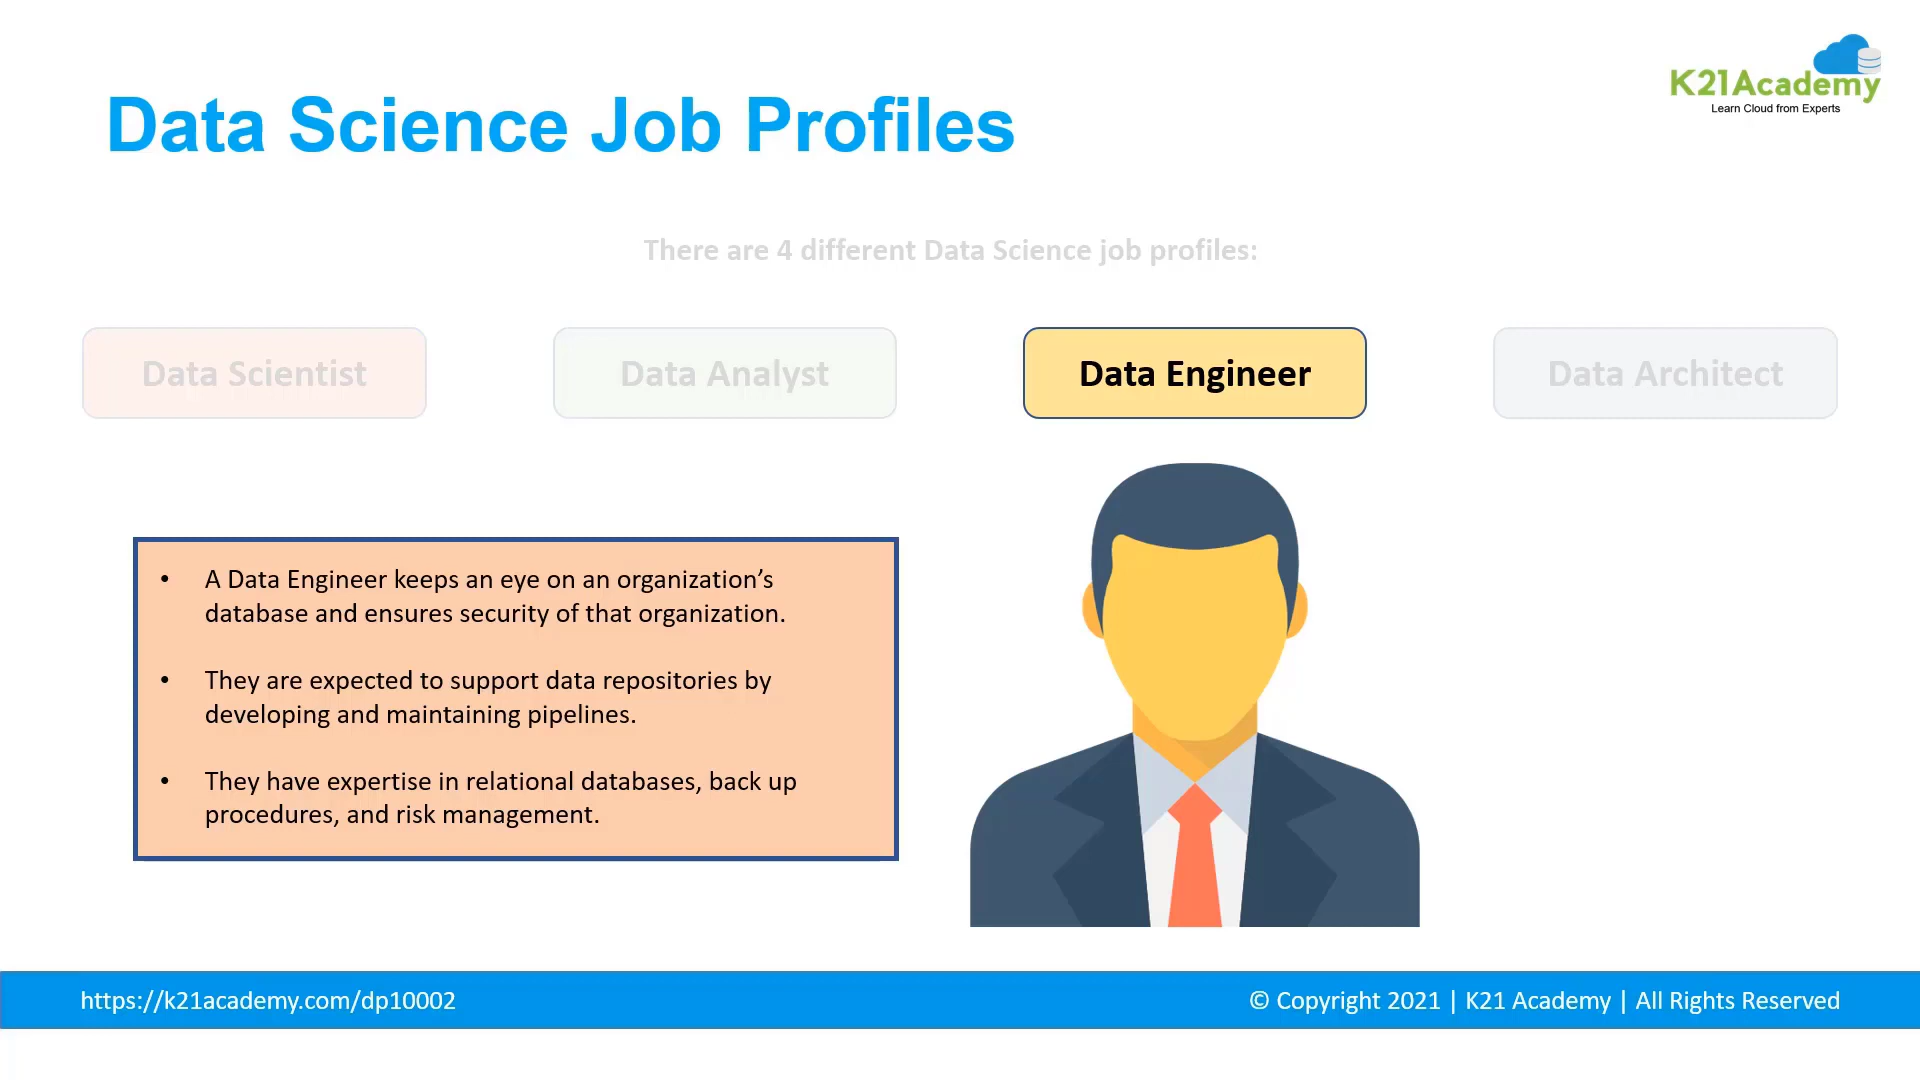 K21Academy
Learn Cloud from Experts
Data Science Job Profiles
There are 4 different Data Science job profiles:
Data Scientist
Data Analyst
Data Engineer
Data Architect
• A Data Engineer keeps an eye on an organization’s
database and ensures security of that organization.
• They are expected to support data repositories by
developing and maintaining pipelines.
• They have expertise in relational databases, back up
procedures, and risk management.
https://k21academy.com/dp10002
© Copyright 2021 | K21 Academy | All Rights Reserved